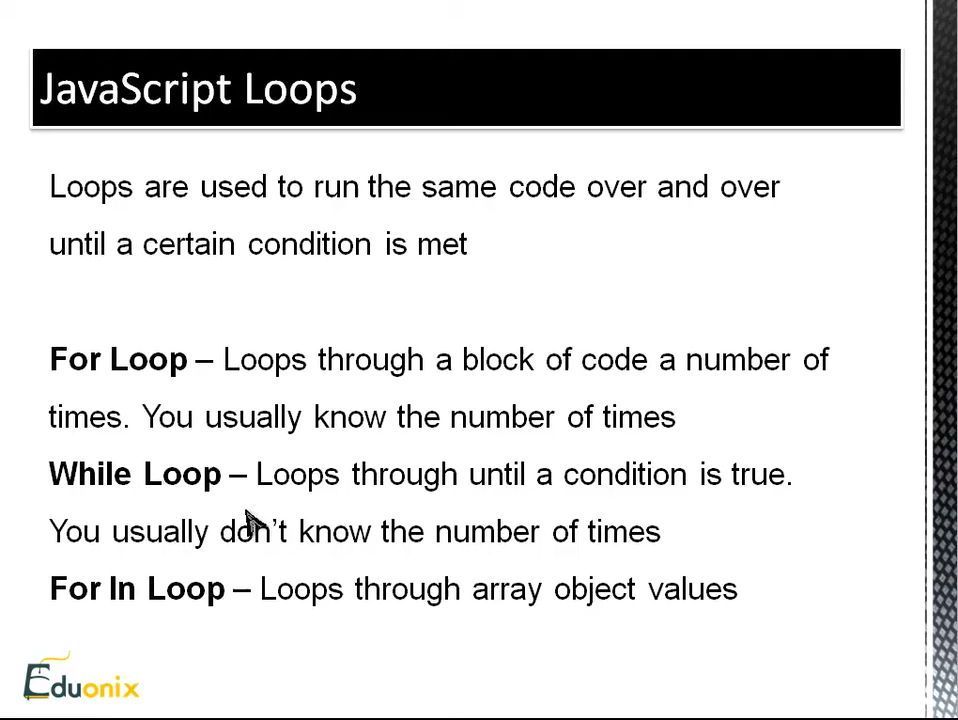 JavaScript Loops
Loops are used to run the same code over and over
until a certain condition is met
For Loop – Loops through a block of code a number of
times. You usually know the number of times
While Loop – Loops through until a condition is true.
You usually don't know the number of times
For In Loop – Loops through array object values
Eduonix